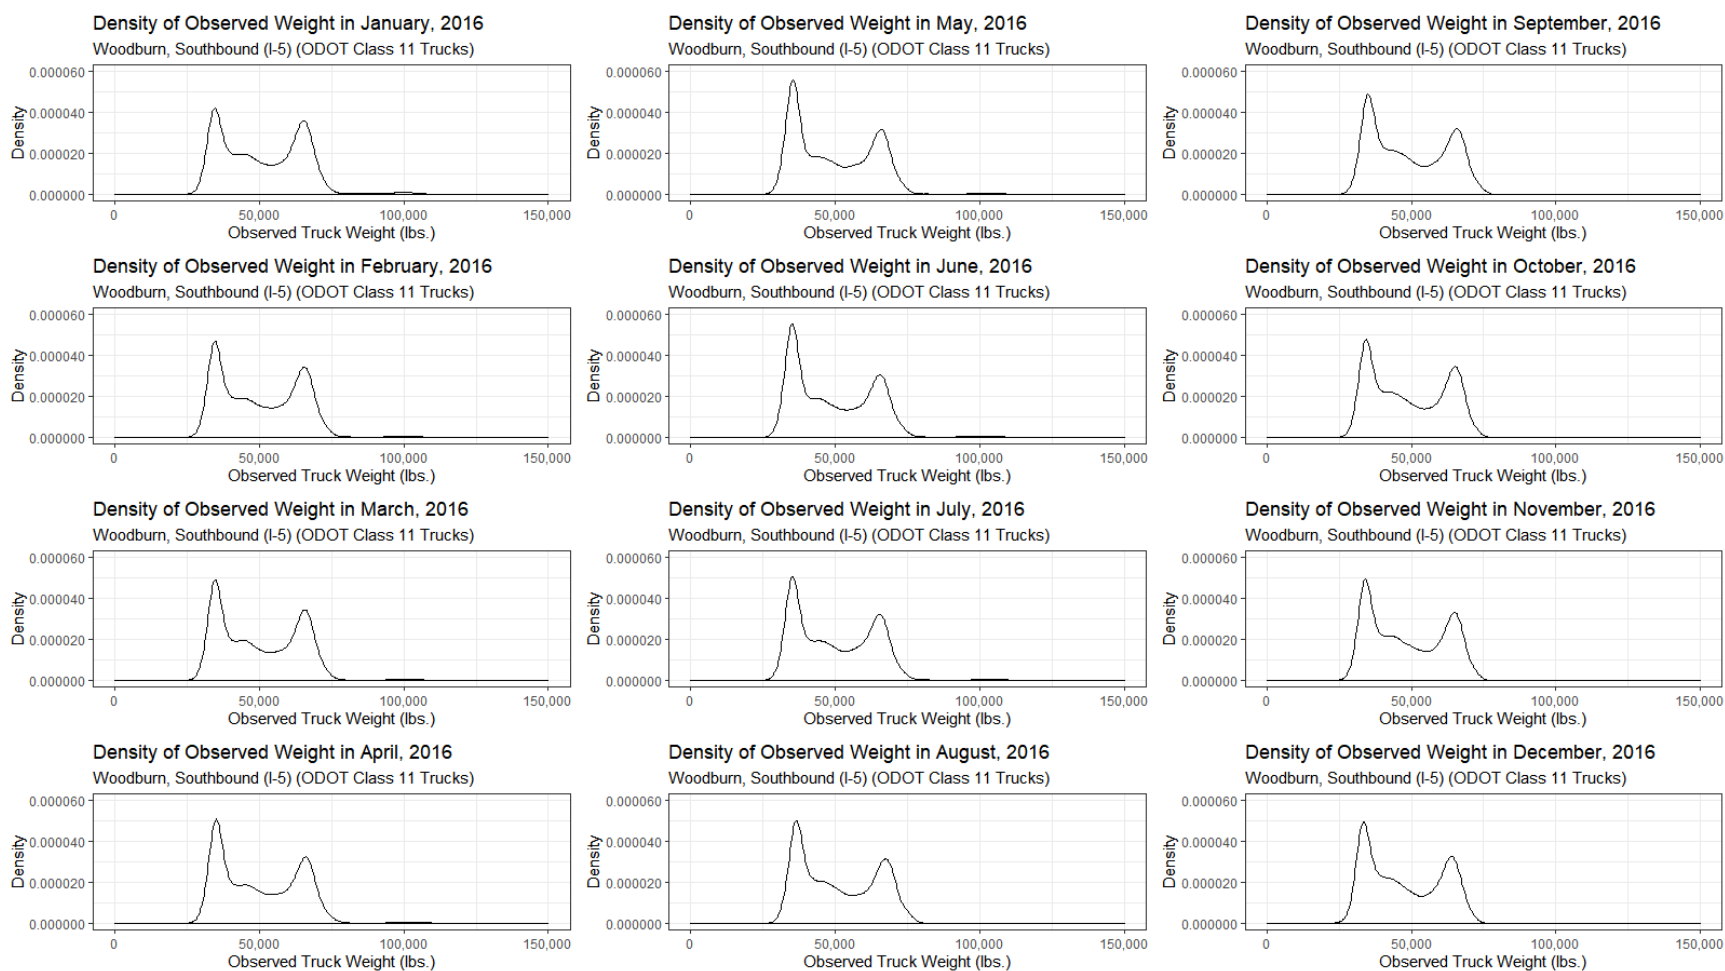 Density of Observed Weight in January, 2016
Woodburn, Southbound (I-5) (ODOT Class 11 Trucks)
0.000060
0.000040
0.000020
0.000000
Density
0 50,000 100,000 150,000
Observed Truck Weight (lbs.)
Density of Observed Weight in May, 2016
Woodburn, Southbound (I-5) (ODOT Class 11 Trucks)
0.000060
0.000040
0.000020
0.000000
Density
0 50,000 100,000 150,000
Observed Truck Weight (lbs.)
Density of Observed Weight in September, 2016
Woodburn, Southbound (I-5) (ODOT Class 11 Trucks)
0.000060
0.000040
0.000020
0.000000
Density
0 50,000 100,000 150,000
Observed Truck Weight (lbs.)
Density of Observed Weight in February, 2016
Woodburn, Southbound (I-5) (ODOT Class 11 Trucks)
0.000060
0.000040
0.000020
0.000000
Density
0 50,000 100,000 150,000
Observed Truck Weight (lbs.)
Density of Observed Weight in June, 2016
Woodburn, Southbound (I-5) (ODOT Class 11 Trucks)
0.000060
0.000040
0.000020
0.000000
Density
0 50,000 100,000 150,000
Observed Truck Weight (lbs.)
Density of Observed Weight in October, 2016
Woodburn, Southbound (I-5) (ODOT Class 11 Trucks)
0.000060
0.000040
0.000020
0.000000
Density
0 50,000 100,000 150,000
Observed Truck Weight (lbs.)
Density of Observed Weight in March, 2016
Woodburn, Southbound (I-5) (ODOT Class 11 Trucks)
0.000060
0.000040
0.000020
0.000000
Density
0 50,000 100,000 150,000
Observed Truck Weight (lbs.)
Density of Observed Weight in July, 2016
Woodburn, Southbound (I-5) (ODOT Class 11 Trucks)
0.000060
0.000040
0.000020
0.000000
Density
0 50,000 100,000 150,000
Observed Truck Weight (lbs.)
Density of Observed Weight in November, 2016
Woodburn, Southbound (I-5) (ODOT Class 11 Trucks)
0.000060
0.000040
0.000020
0.000000
Density
0 50,000 100,000 150,000
Observed Truck Weight (lbs.)
Density of Observed Weight in April, 2016
Woodburn, Southbound (I-5) (ODOT Class 11 Trucks)
0.000060
0.000040
0.000020
0.000000
Density
0 50,000 100,000 150,000
Observed Truck Weight (lbs.)
Density of Observed Weight in August, 2016
Woodburn, Southbound (I-5) (ODOT Class 11 Trucks)
0.000060
0.000040
0.000020
0.000000
Density
0 50,000 100,000 150,000
Observed Truck Weight (lbs.)
Density of Observed Weight in December, 2016
Woodburn, Southbound (I-5) (ODOT Class 11 Trucks)
0.000060
0.000040
0.000020
0.000000
Density
0 50,000 100,000 150,000
Observed Truck Weight (lbs.)